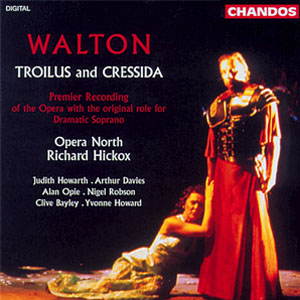 DIGITAL
CHANDOS
WALTON
TROILUS and CRESSIDA
Premier Recording
of the Opera with the original role for
Dramatic Soprano
Opera North
Richard Hickox
Judith Howarth . Arthur Davies
Alan Opie . Nigel Robson
Clive Bayley . Yvonne Howard